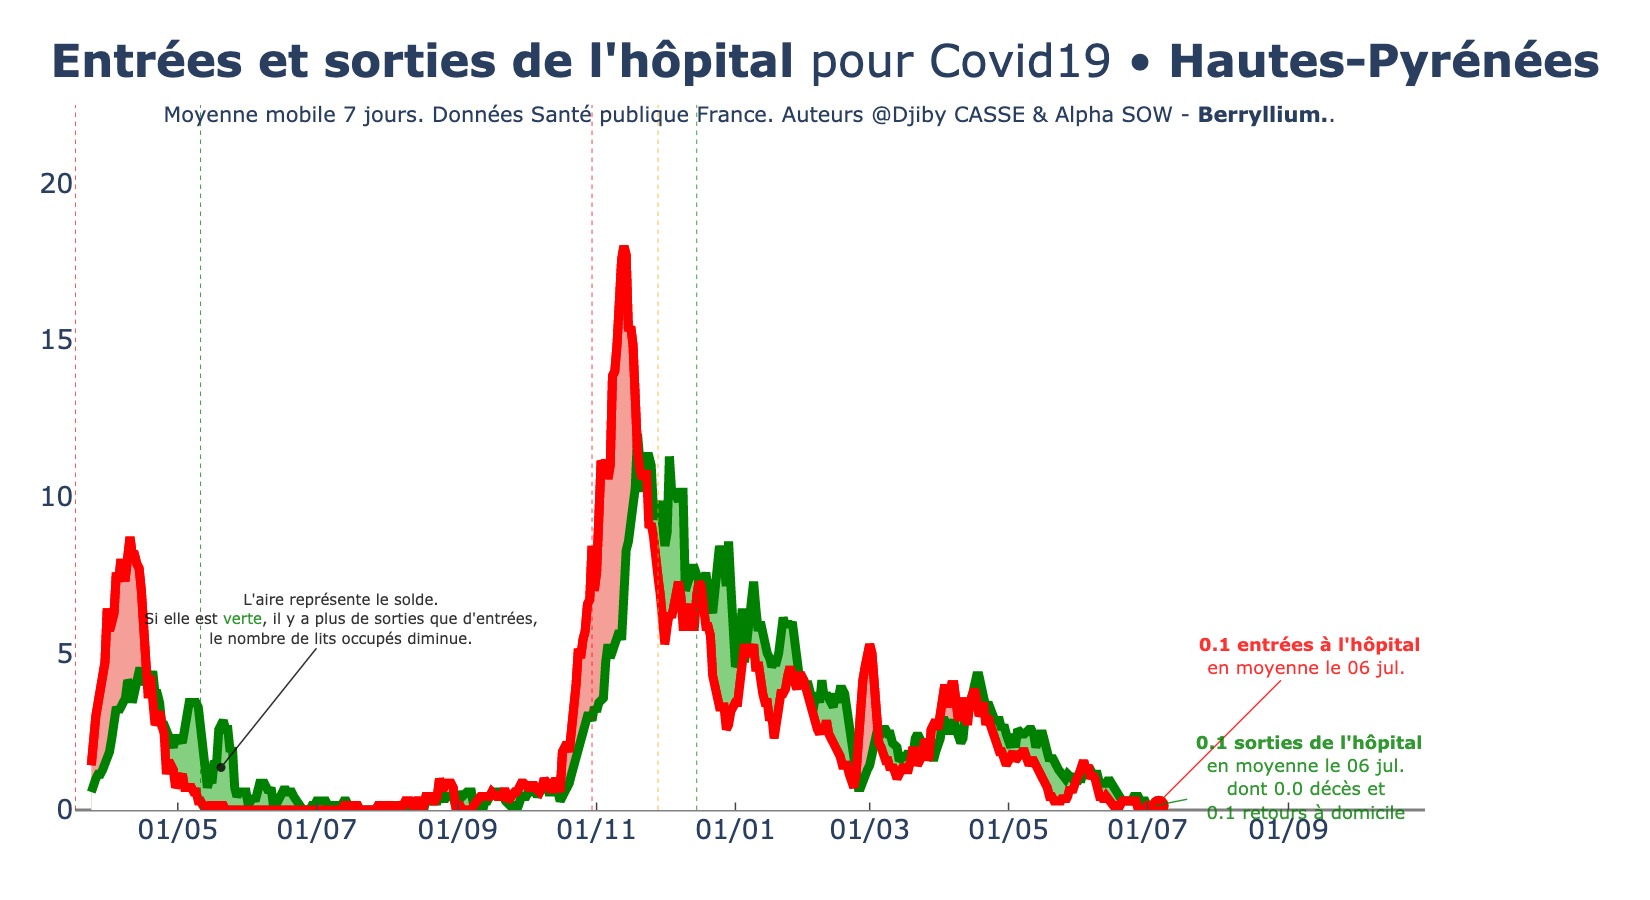 Entrées et sorties de l'hôpital pour Covid19 • Hautes-Pyrénées
Moyenne mobile 7 jours. Données Santé publique France. Auteurs @Djiby CASSE & Alpha SOW - Berryllium..
20
15
10
5
0
L'aire représente le solde.
Si elle est verte, il y a plus de sorties que d'entrées,
le nombre de lits occupés diminue.
0.1 entrées à l'hôpital
en moyenne le 06 jul.
0.1 sorties de l'hôpital
en moyenne le 06 jul.
dont 0.0 décès et
0.1 retours à domicile
01/05 01/07 01/09 01/11 01/01 01/03 01/05 01/07 01/09